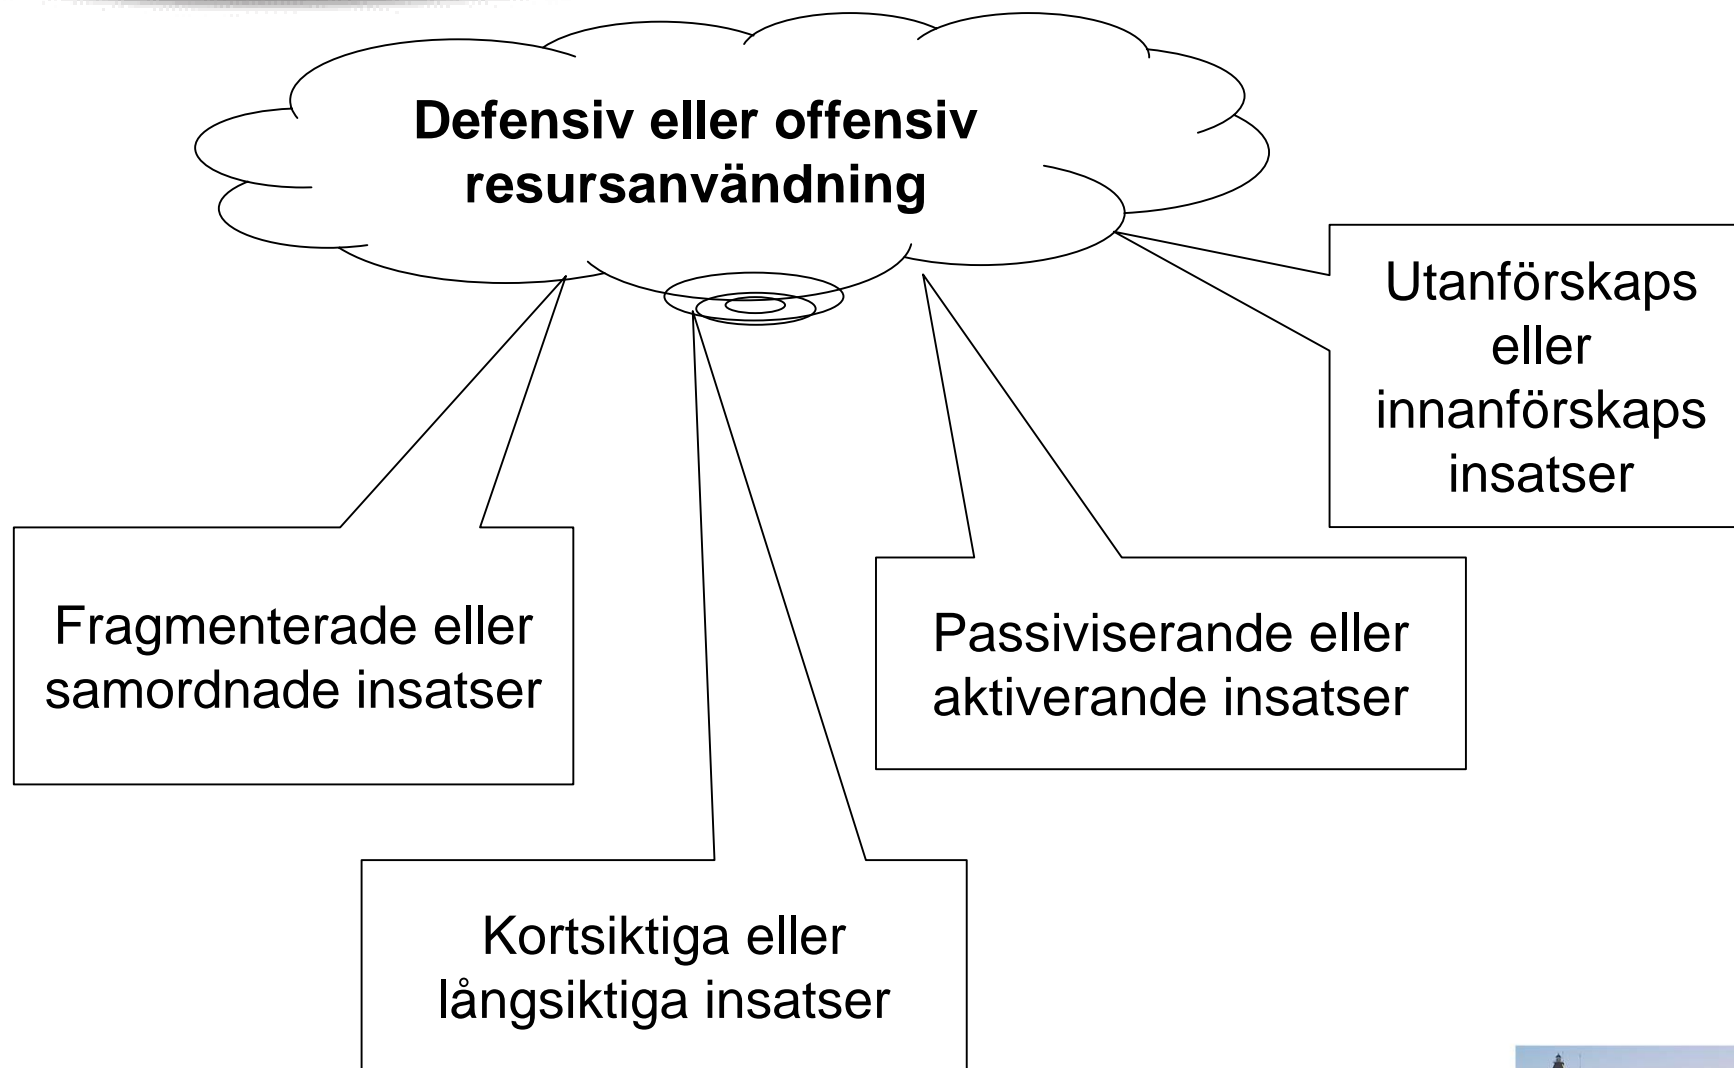 Defensiv eller offensiv
resursanvändning
Utanförskaps
eller
innanförskaps
insatser
Fragmenterade eller
samordnade insatser
Passiviserande eller
aktiverande insatser
Kortsiktiga eller
långsiktiga insatser